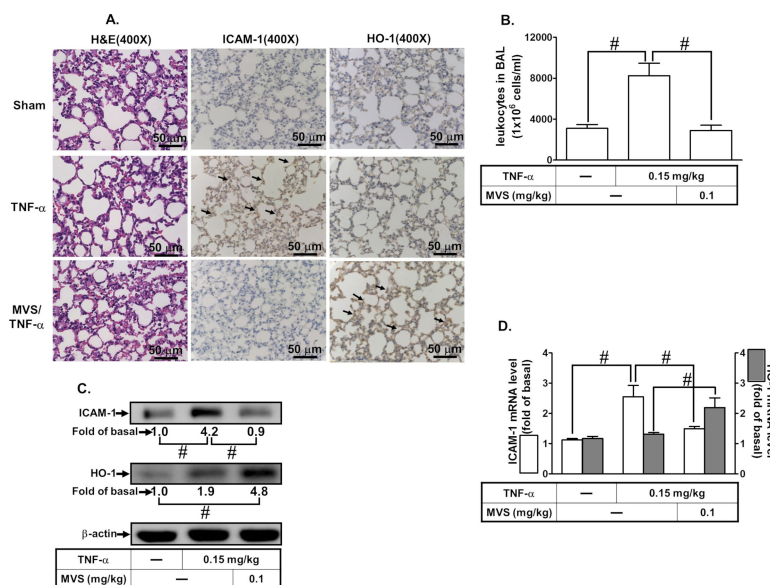 A.
H&E(400X) ICAM-1(400X) HO-1(400X)
Sham
50 µm 50 µm 50 µm
TNF-α
50 µm 50 µm 50 µm
MVS/
TNF-α
50 µm 50 µm 50 µm
B.
leukocytes in BAL
(1x10⁶ cells/ml)
12000
8000
4000
0
# #
TNF-α — 0.15 mg/kg
MVS (mg/kg) — 0.1
C.
ICAM-1
Fold of basal 1.0 4.2 0.9
# #
HO-1
Fold of basal 1.0 1.9 4.8
#
β-actin
TNF-α — 0.15 mg/kg
MVS (mg/kg) — 0.1
D.
ICAM-1 mRNA level
(fold of basal)
4
3
2
1
0
# #
#
4
3
2
1
0
HO-1 mRNA level
(fold of basal)
TNF-α — 0.15 mg/kg
MVS (mg/kg) — 0.1